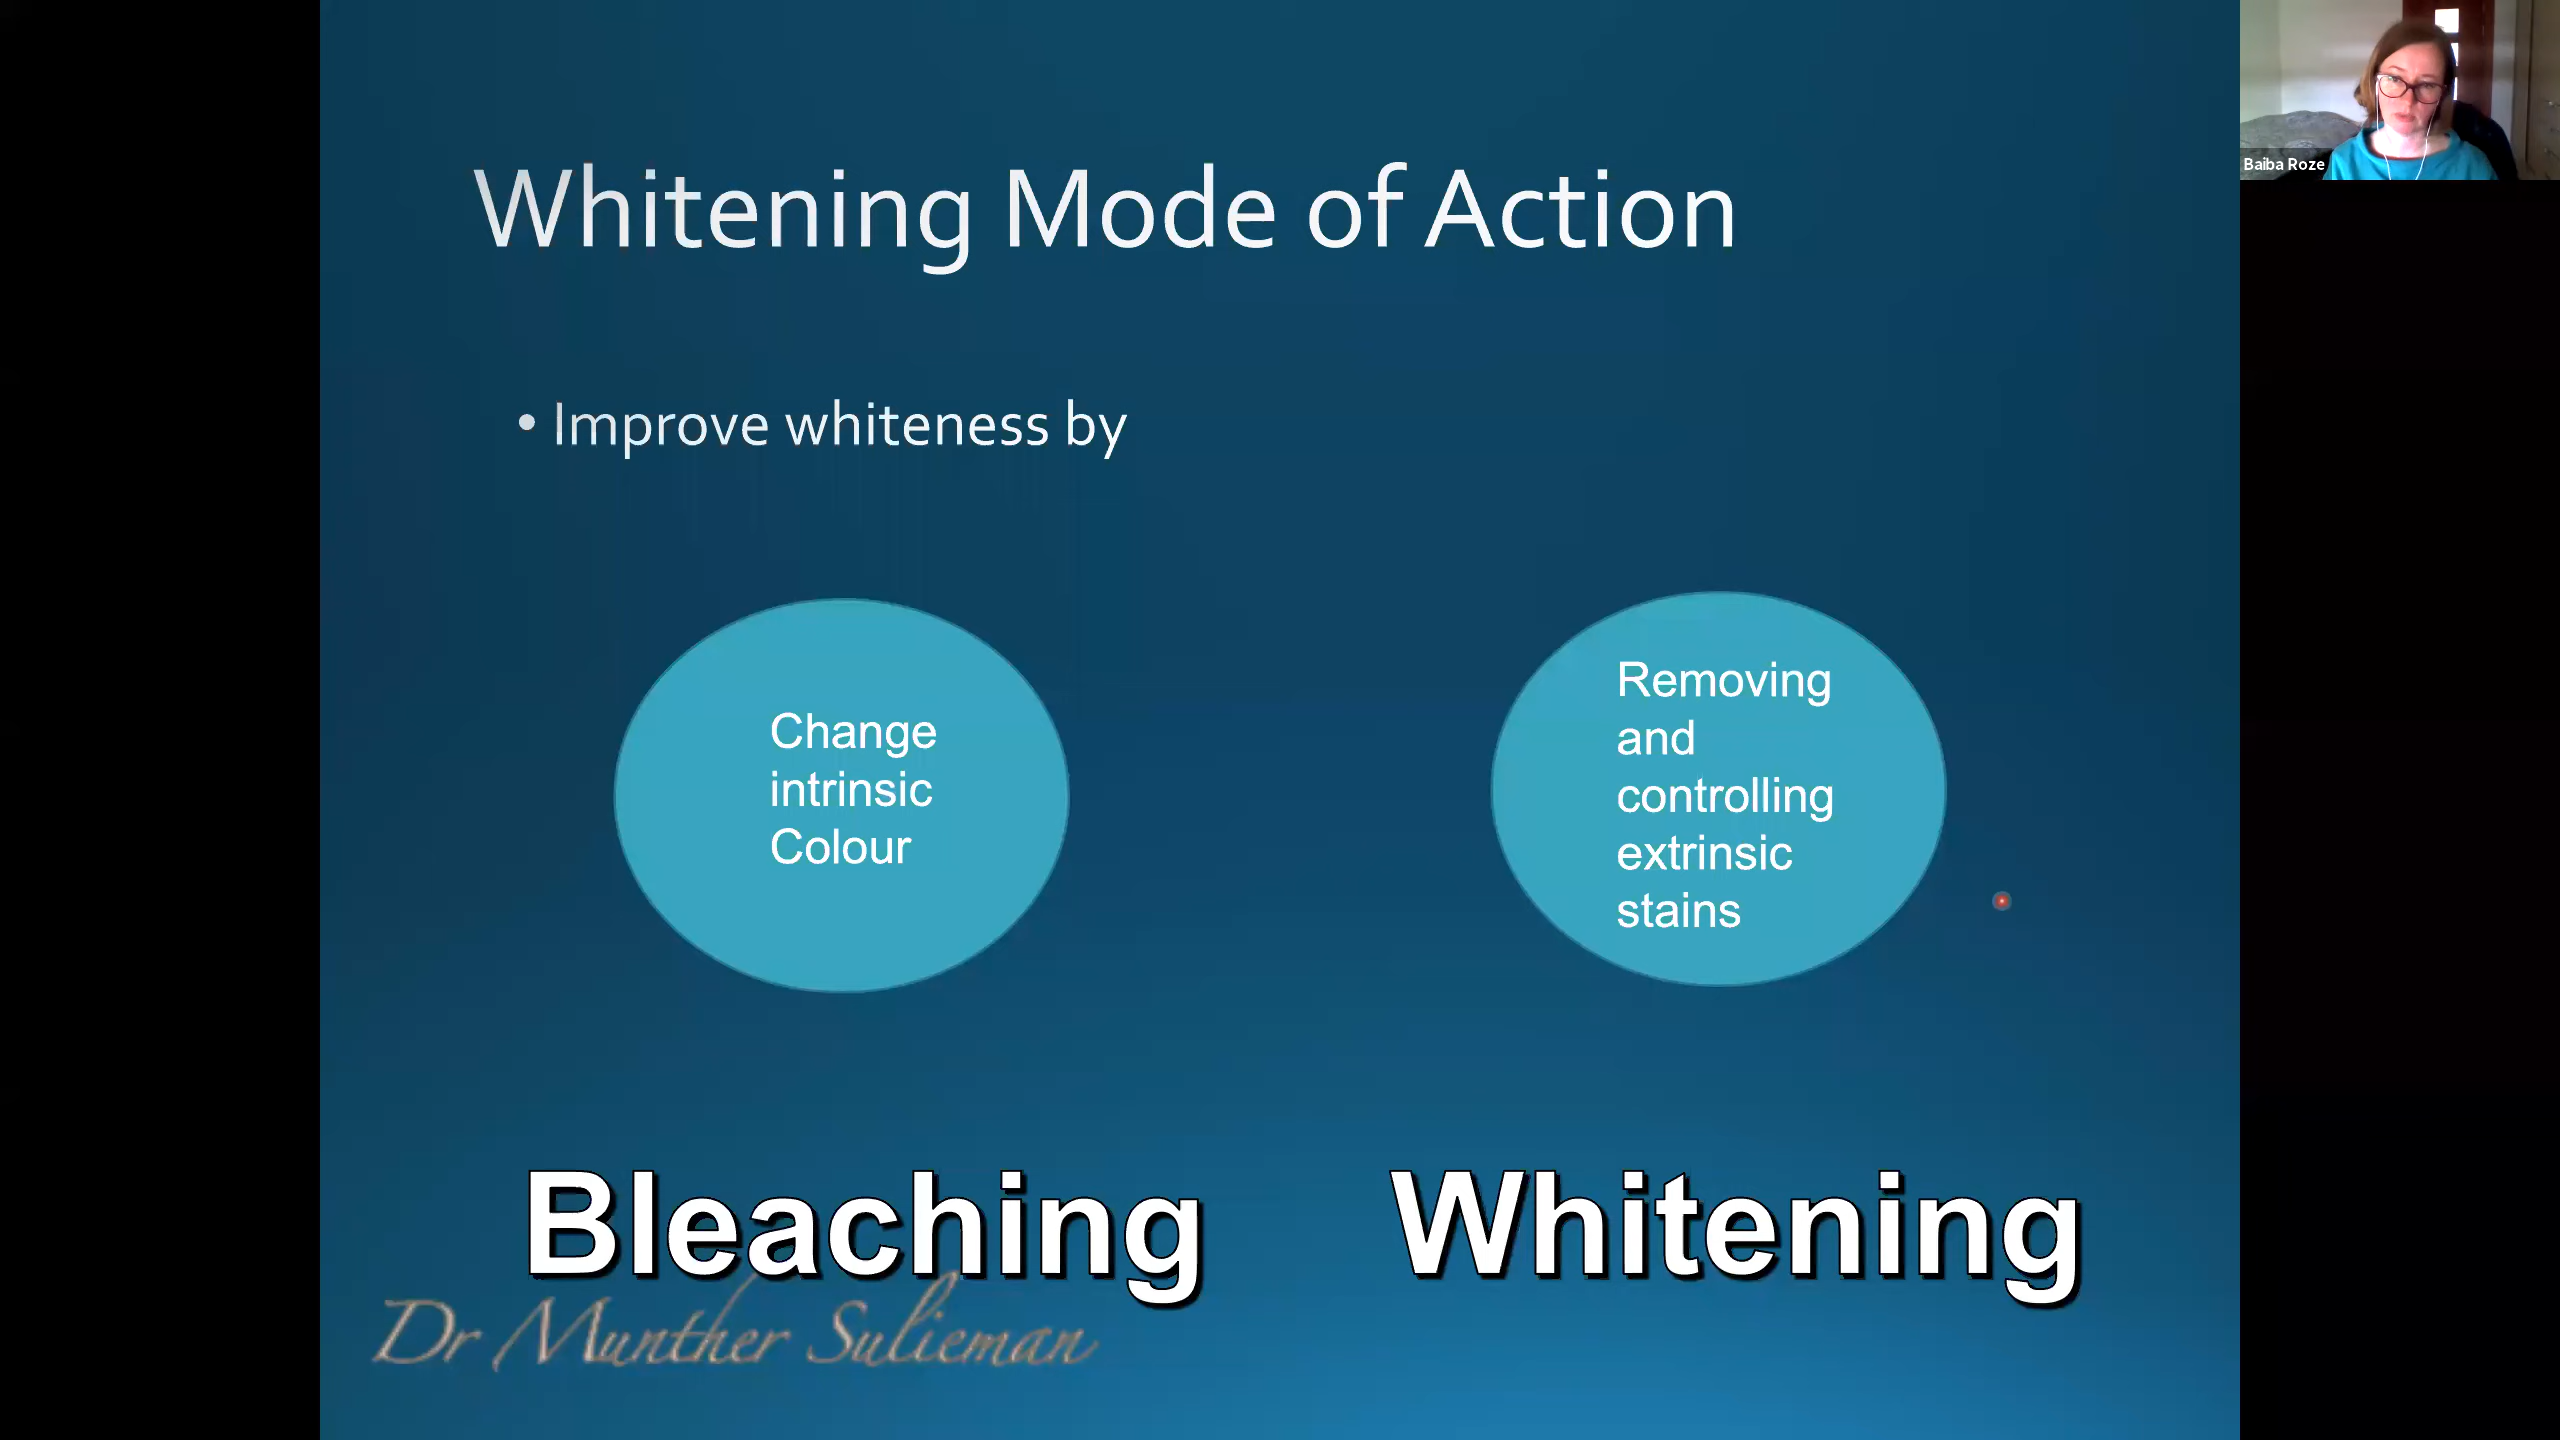 Baiba Roze
Whitening Mode of Action
• Improve whiteness by
Change
intrinsic
Colour
Removing
and
controlling
extrinsic
stains
Bleaching
Whitening
Dr Munther Sulieman